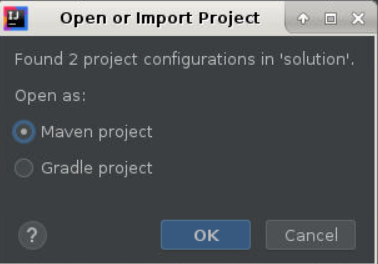 IJ
Open or Import Project
Found 2 project configurations in 'solution'.
Open as:
Maven project
Gradle project
?
OK
Cancel